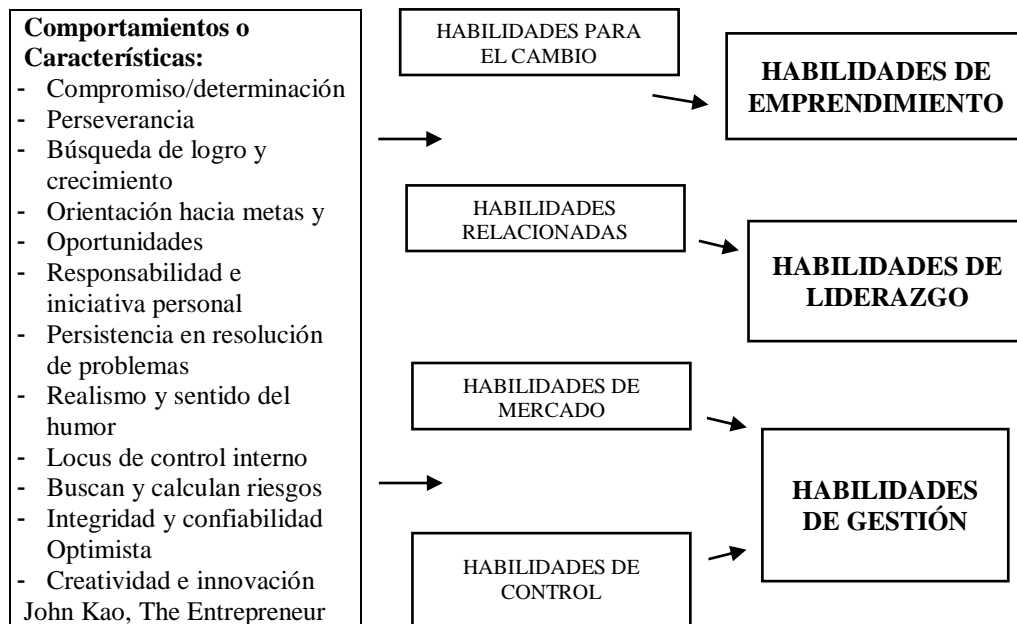 Comportamientos o
Características:
- Compromiso/determinación
- Perseverancia
- Búsqueda de logro y
crecimiento
- Orientación hacia metas y
- Oportunidades
- Responsabilidad e
iniciativa personal
- Persistencia en resolución
de problemas
- Realismo y sentido del
humor
- Locus de control interno
- Buscan y calculan riesgos
- Integridad y confiabilidad
Optimista
- Creatividad e innovación
John Kao, The Entrepreneur
HABILIDADES PARA
EL CAMBIO
HABILIDADES
RELACIONADAS
HABILIDADES DE
MERCADO
HABILIDADES DE
CONTROL
HABILIDADES DE
EMPRENDIMIENTO
HABILIDADES DE
LIDERAZGO
HABILIDADES
DE GESTIÓN